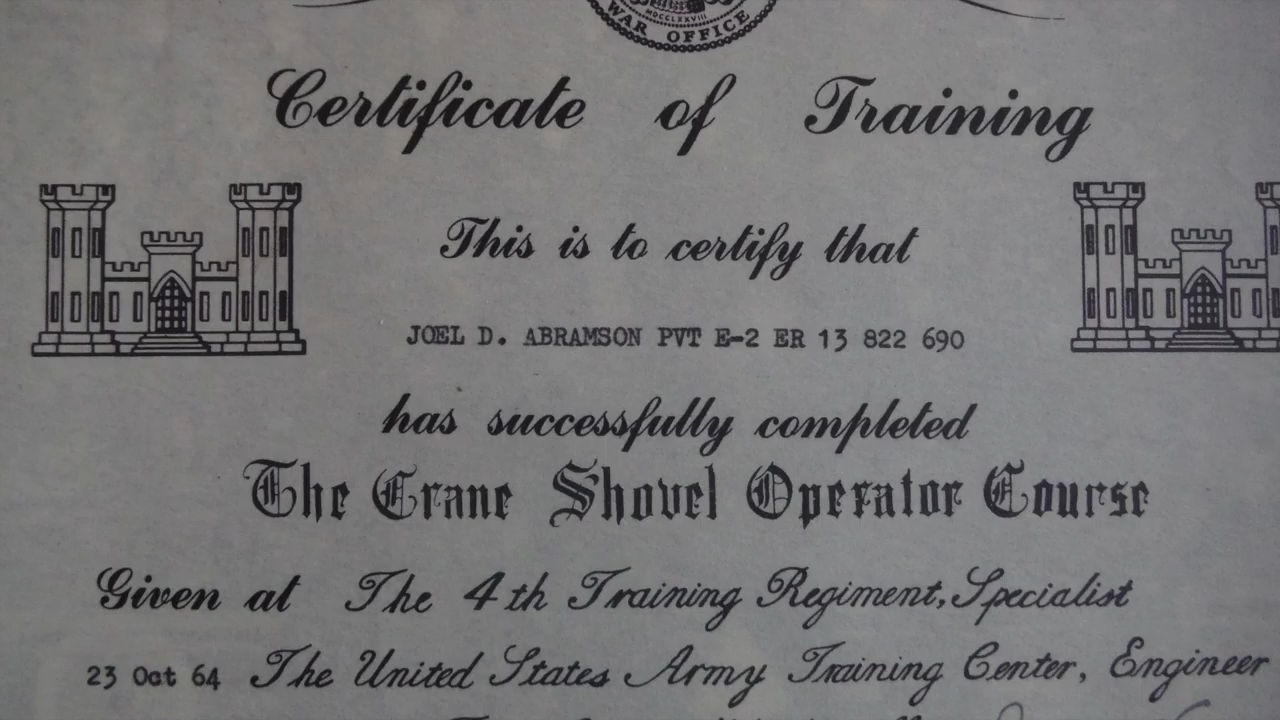 MDCCLXXVIII
WAR OFFICE
Certificate of Training
This is to certify that
JOEL D. ABRAMSON PVT E-2 ER 13 822 690
has successfully completed
The Crane Shovel Operator Course
Given at The 4th Training Regiment, Specialist
23 Oct 64 The United States Army Training Center, Engineer